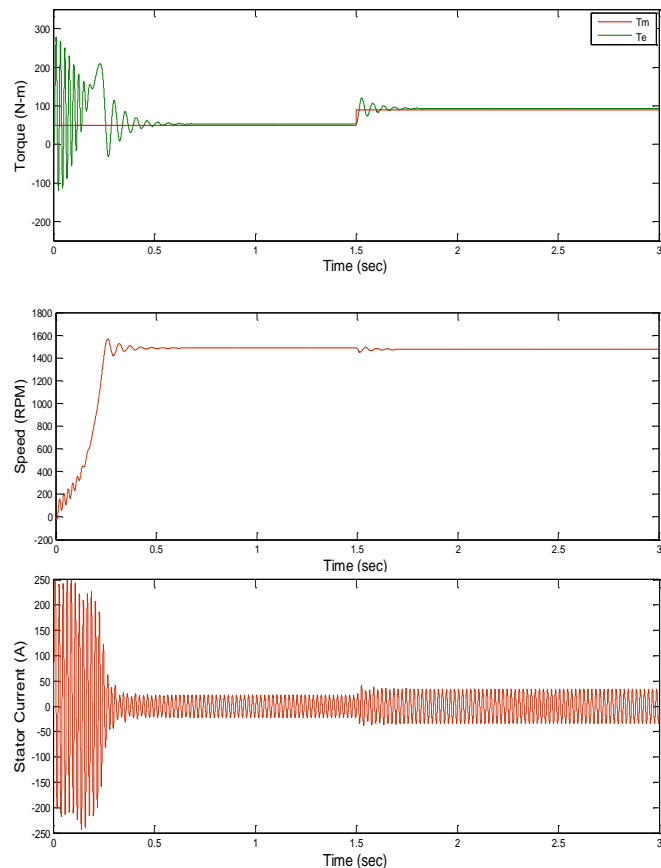 Tm
Te
300
200
100
0
-100
-200
Torque (N-m)
0 0.5 1 1.5 2 2.5 3
Time (sec)
1800
1600
1400
1200
1000
800
600
400
200
0
-200
Speed (RPM)
0 0.5 1 1.5 2 2.5 3
Time (sec)
250
200
150
100
50
0
-50
-100
-150
-200
250
Stator Current (A)
0 0.5 1 1.5 2 2.5 3
Time (sec)